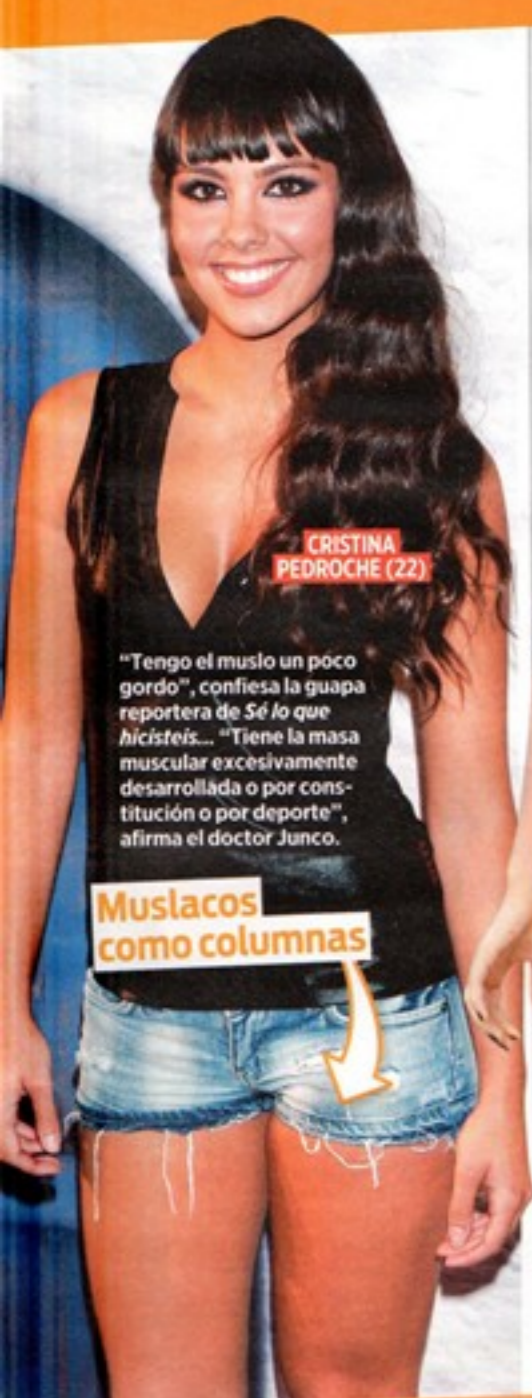 CRISTINA
PEDROCHE (22)
“Tengo el muslo un poco
gordo”, confiesa la guapa
reportera de Sé lo que
hicisteis... “Tiene la masa
muscular excesivamente
desarrollada o por cons-
titución o por deporte”,
afirma el doctor Junco.
Muslacos
como columnas